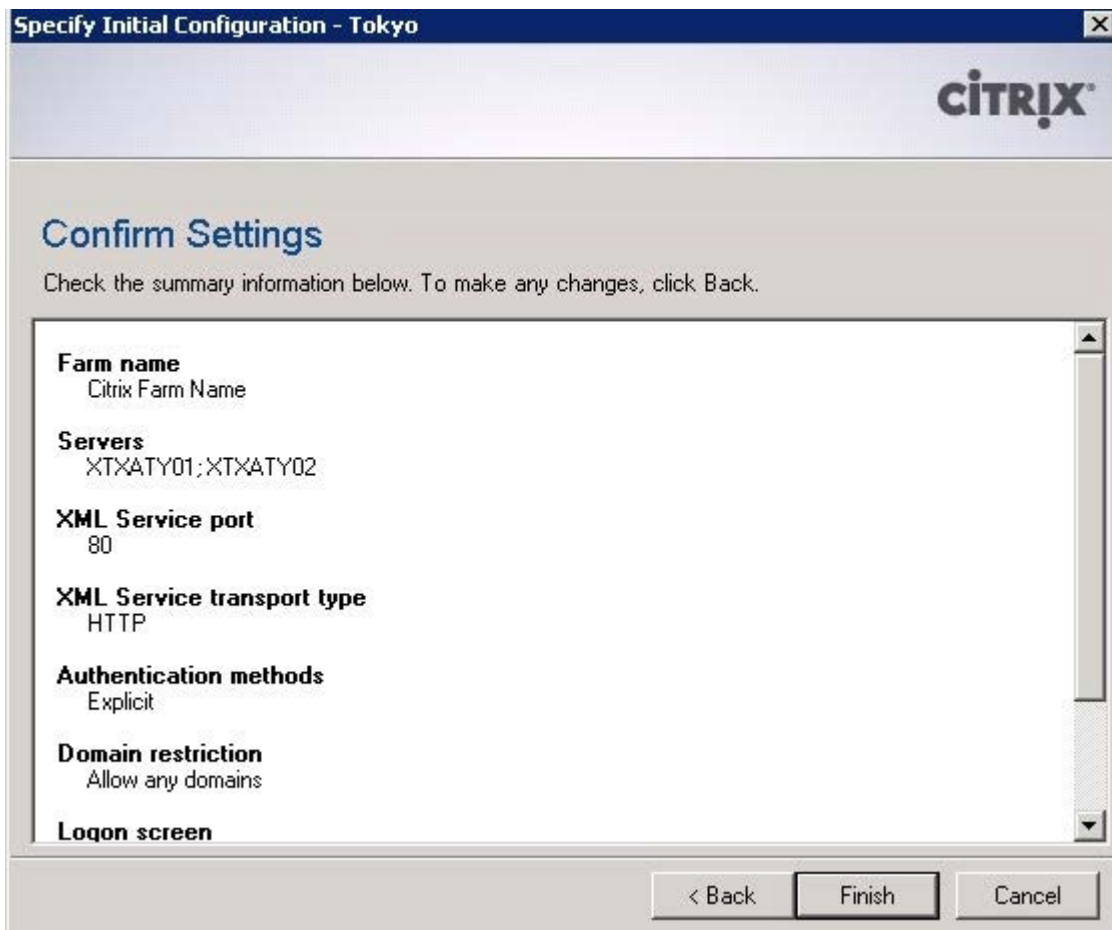 Specify Initial Configuration - Tokyo
CITRIX
Confirm Settings
Check the summary information below. To make any changes, click Back.
Farm name
Citrix Farm Name
Servers
XTXATY01;XTXATY02
XML Service port
80
XML Service transport type
HTTP
Authentication methods
Explicit
Domain restriction
Allow any domains
Logon screen
< Back Finish Cancel